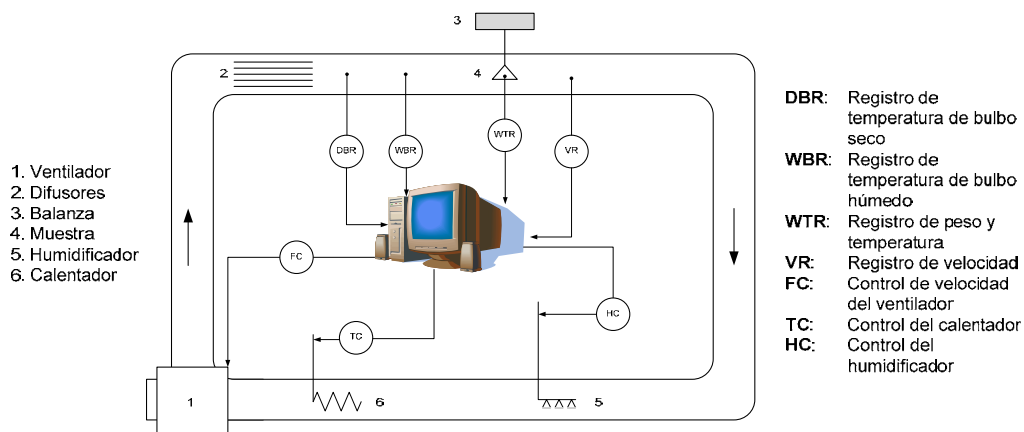 1. Ventilador
2. Difusores
3. Balanza
4. Muestra
5. Humidificador
6. Calentador
3
2
4
DBR
WBR
WTR
VR
FC
TC
HC
1
6
5
DBR: Registro de
temperatura de bulbo
seco
WBR: Registro de
temperatura de bulbo
húmedo
WTR: Registro de peso y
temperatura
VR: Registro de velocidad
FC: Control de velocidad
del ventilador
TC: Control del calentador
HC: Control del
humidificador